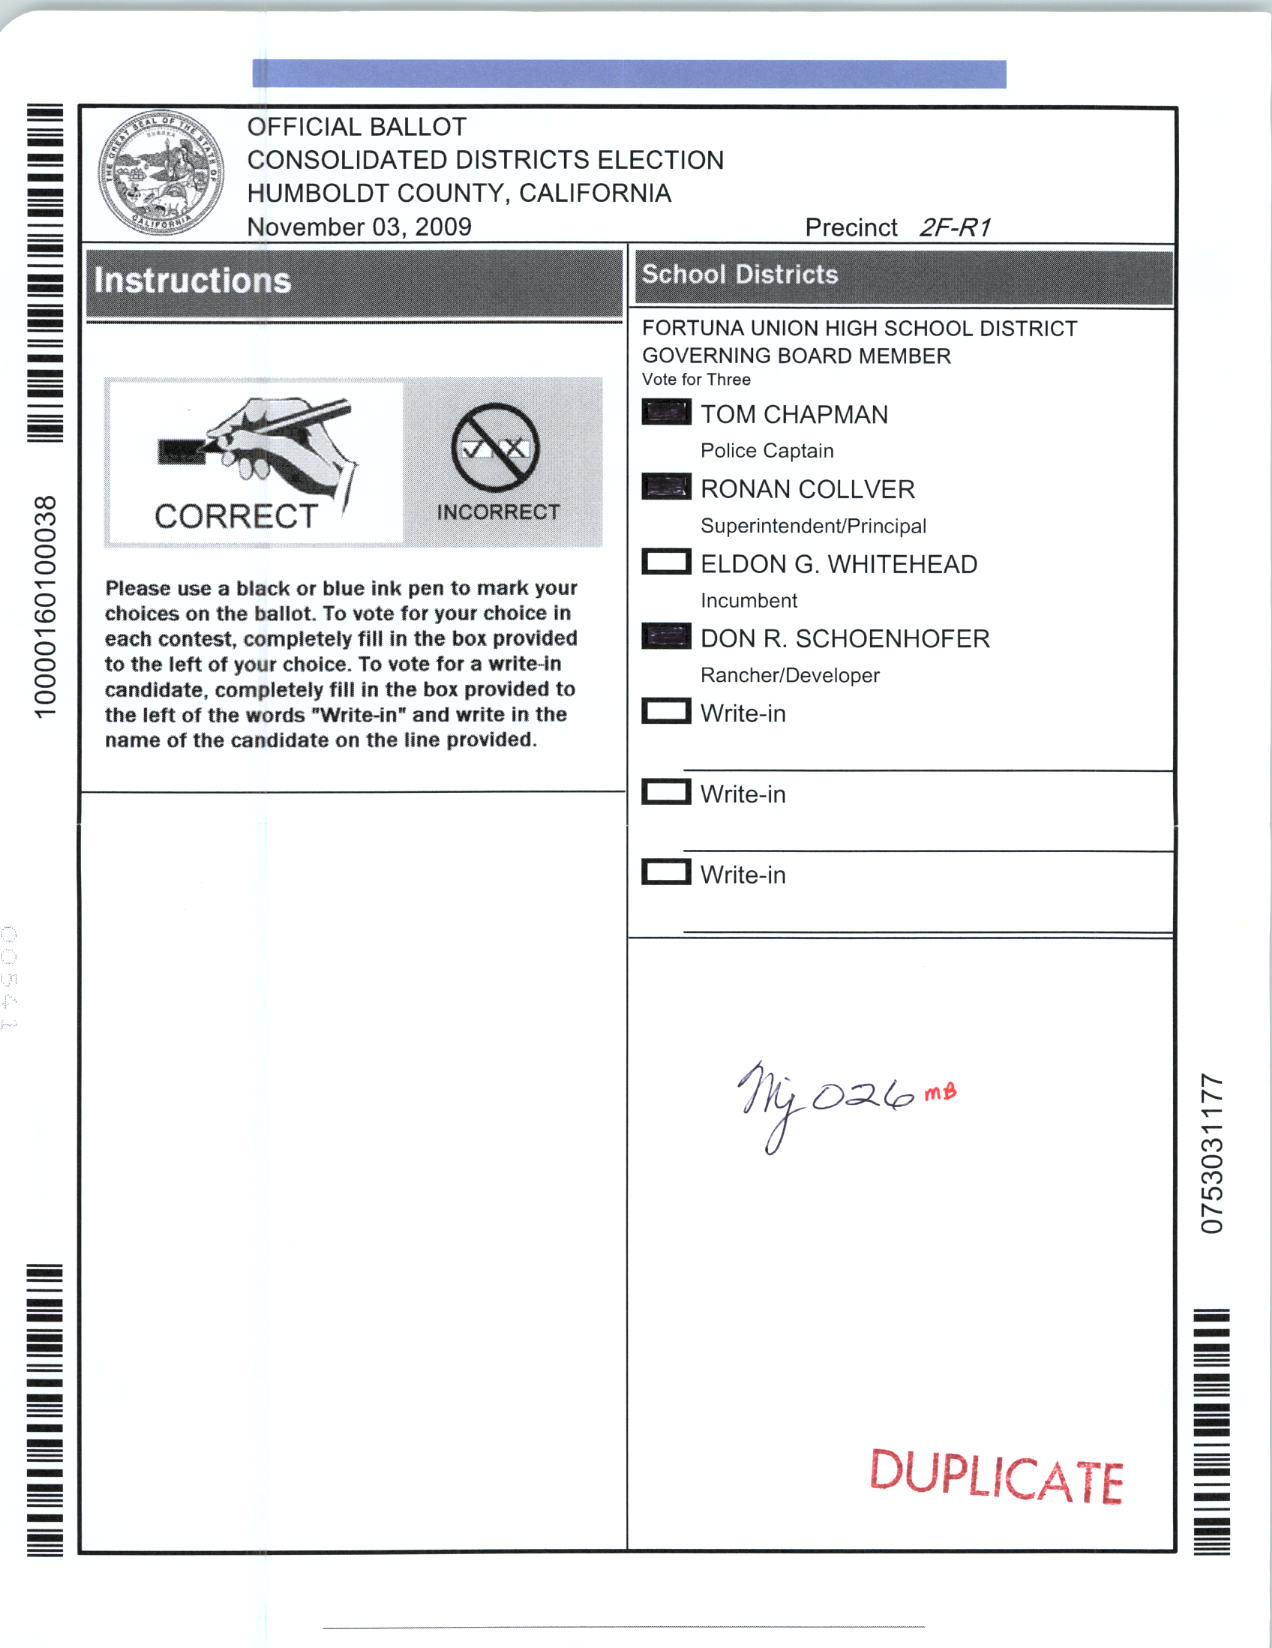 OFFICIAL BALLOT
CONSOLIDATED DISTRICTS ELECTION
HUMBOLDT COUNTY, CALIFORNIA
November 03, 2009
Precinct 2F-R1
THE GREAT SEAL OF THE STATE OF CALIFORNIA
EUREKA
Instructions
CORRECT
INCORRECT
Please use a black or blue ink pen to mark your
choices on the ballot. To vote for your choice in
each contest, completely fill in the box provided
to the left of your choice. To vote for a write-in
candidate, completely fill in the box provided to
the left of the words "Write-in" and write in the
name of the candidate on the line provided.
School Districts
FORTUNA UNION HIGH SCHOOL DISTRICT
GOVERNING BOARD MEMBER
Vote for Three
TOM CHAPMAN
Police Captain
RONAN COLLVER
Superintendent/Principal
ELDON G. WHITEHEAD
Incumbent
DON R. SCHOENHOFER
Rancher/Developer
Write-in
Write-in
Write-in
026 MB
DUPLICATE
10000160100038
0753031177
00541